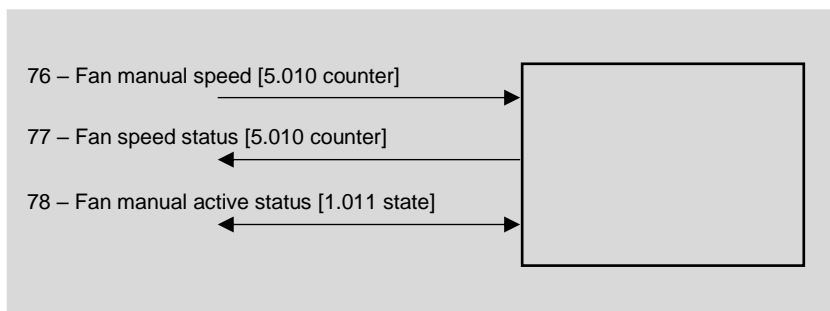 76 – Fan manual speed [5.010 counter]
77 – Fan speed status [5.010 counter]
78 – Fan manual active status [1.011 state]